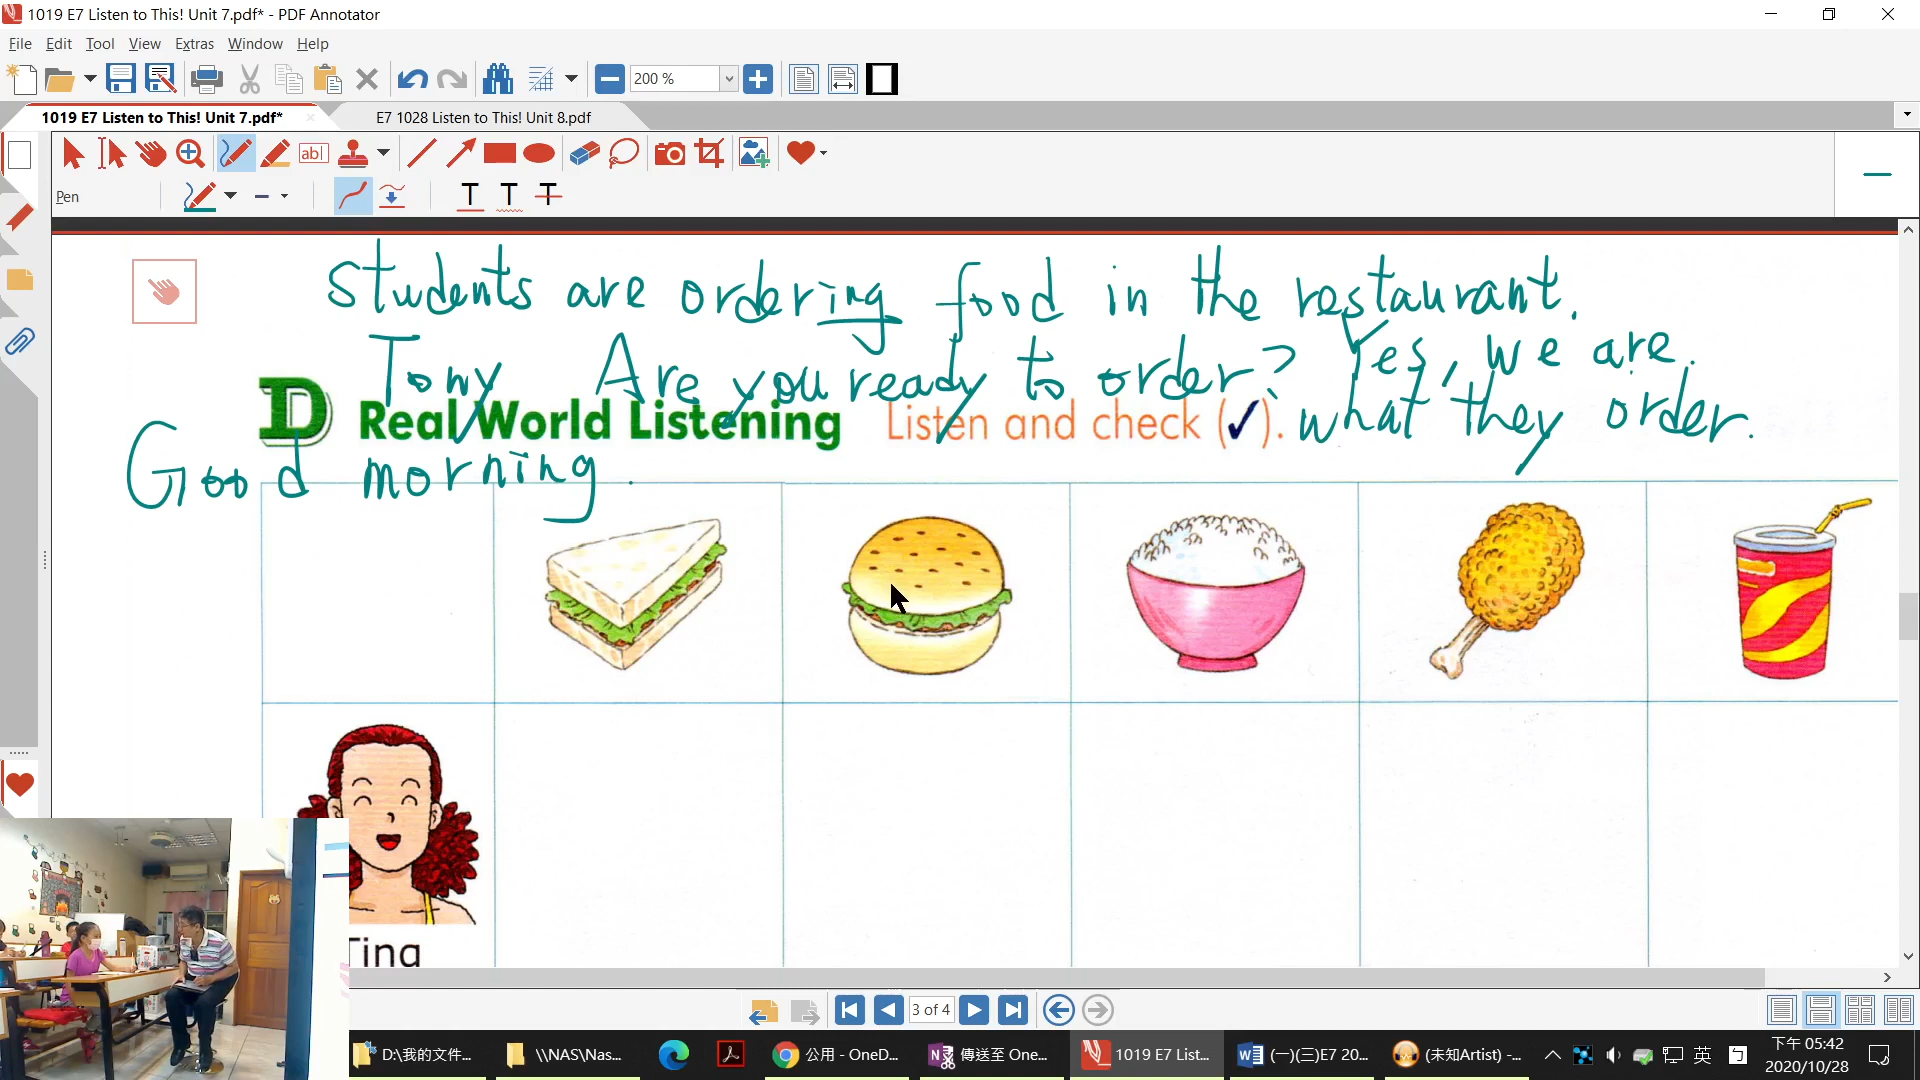 1019 E7 Listen to This! Unit 7.pdf* - PDF Annotator
File Edit Tool View Extras Window Help
200 %
1019 E7 Listen to This! Unit 7.pdf* E7 1028 Listen to This! Unit 8.pdf
ab|
Pen
T T T
Students are ordering food in the restaurant.
Tony Are you ready to order? Yes, we are.
D Real World Listening Listen and check (✓). what they order.
Good morning.
Tina
3 of 4
D:\我的文件... \\NAS\Nas... 公用 - OneD... 傳送至 One... 1019 E7 List... (一)(三)E7 20... (未知Artist) -... 英 下午 05:42
2020/10/28